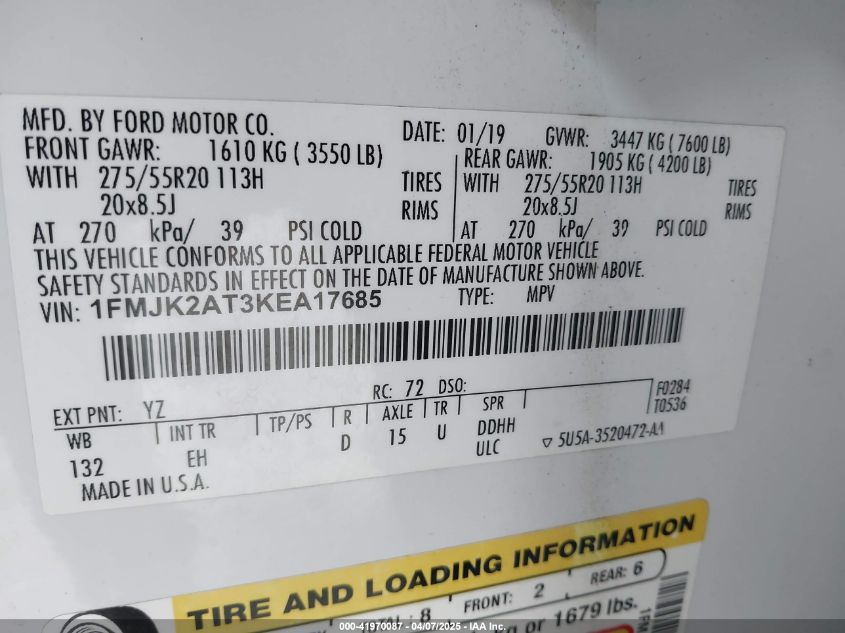 MFD. BY FORD MOTOR CO. DATE: 01/19 GVWR: 3447 KG ( 7600 LB)
FRONT GAWR: 1610 KG ( 3550 LB) REAR GAWR: 1905 KG ( 4200 LB)
WITH 275/55R20 113H TIRES WITH 275/55R20 113H TIRES
20x8.5J RIMS 20x8.5J RIMS
AT 270 kPa/ 39 PSI COLD AT 270 kPa/ 39 PSI COLD
THIS VEHICLE CONFORMS TO ALL APPLICABLE FEDERAL MOTOR VEHICLE
SAFETY STANDARDS IN EFFECT ON THE DATE OF MANUFACTURE SHOWN ABOVE.
VIN: 1FMJK2AT3KEA17685 TYPE: MPV
EXT PNT: YZ RC: 72 DSO: F0284
T0536
WB INT TR TP/PS R AXLE TR SPR
132 EH D 15 U DDHH
ULC ▽ 5U5A-3520472-AA
MADE IN U.S.A.
TIRE AND LOADING INFORMATION
8 FRONT: 2 REAR: 6
or 1679 lbs.
000-41970087 - 04/07/2025 - IAA Inc.